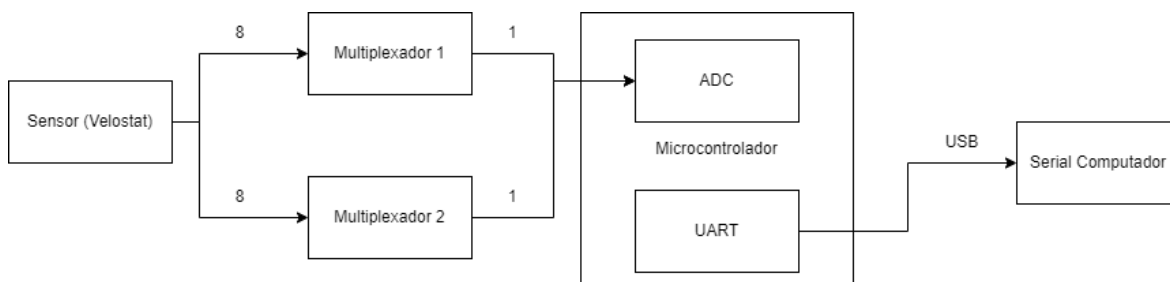 8
Multiplexador 1
1
ADC
Sensor (Velostat)
Microcontrolador
USB
Serial Computador
8
Multiplexador 2
1
UART